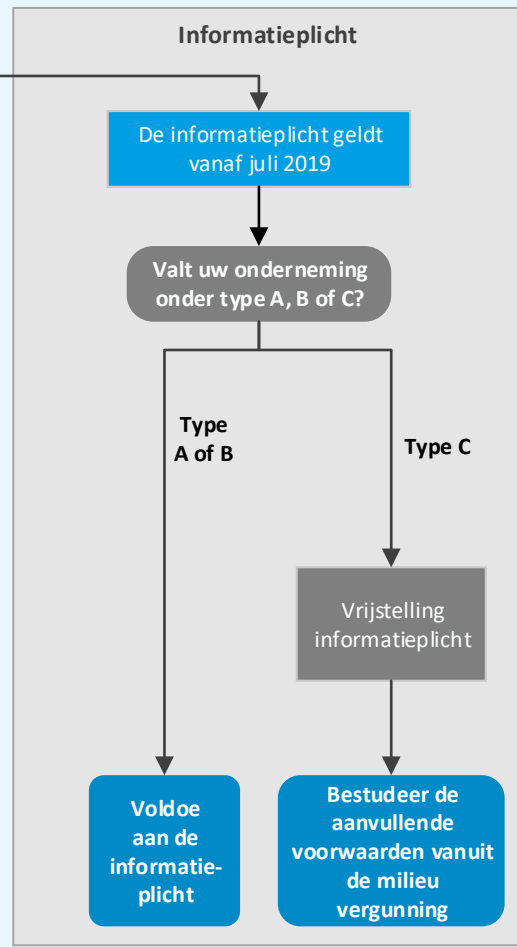 Informatieplicht
De informatieplicht geldt
vanaf juli 2019
Valt uw onderneming
onder type A, B of C?
Type
A of B
Type C
Vrijstelling
informatieplicht
Voldoe
aan de
informatie-
plicht
Bestudeer de
aanvullende
voorwaarden vanuit
de milieu
vergunning